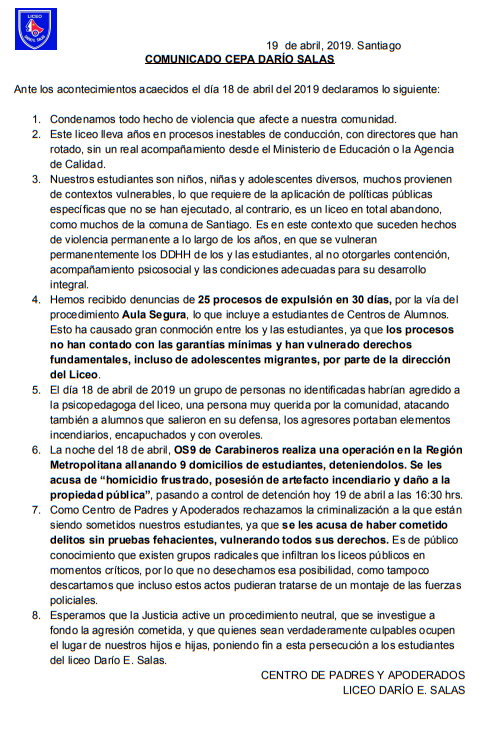 LICEO
DARIO SALAS
19 de abril, 2019. Santiago
COMUNICADO CEPA DARÍO SALAS
Ante los acontecimientos acaecidos el día 18 de abril del 2019 declaramos lo siguiente:
1. Condenamos todo hecho de violencia que afecte a nuestra comunidad.
2. Este liceo lleva años en procesos inestables de conducción, con directores que han
rotado, sin un real acompañamiento desde el Ministerio de Educación o la Agencia
de Calidad.
3. Nuestros estudiantes son niños, niñas y adolescentes diversos, muchos provienen
de contextos vulnerables, lo que requiere de la aplicación de políticas públicas
específicas que no se han ejecutado, al contrario, es un liceo en total abandono,
como muchos de la comuna de Santiago. Es en este contexto que suceden hechos
de violencia permanente a lo largo de los años, en que se vulneran
permanentemente los DDHH de los y las estudiantes, al no otorgarles contención,
acompañamiento psicosocial y las condiciones adecuadas para su desarrollo
integral.
4. Hemos recibido denuncias de 25 procesos de expulsión en 30 días, por la vía del
procedimiento Aula Segura, lo que incluye a estudiantes de Centros de Alumnos.
Esto ha causado gran conmoción entre los y las estudiantes, ya que los procesos
no han contado con las garantías mínimas y han vulnerado derechos
fundamentales, incluso de adolescentes migrantes, por parte de la dirección
del Liceo.
5. El día 18 de abril de 2019 un grupo de personas no identificadas habrían agredido a
la psicopedagoga del liceo, una persona muy querida por la comunidad, atacando
también a alumnos que salieron en su defensa, los agresores portaban elementos
incendiarios, encapuchados y con overoles.
6. La noche del 18 de abril, OS9 de Carabineros realiza una operación en la Región
Metropolitana allanando 9 domicilios de estudiantes, deteniendolos. Se les
acusa de “homicidio frustrado, posesión de artefacto incendiario y daño a la
propiedad pública”, pasando a control de detención hoy 19 de abril a las 16:30 hrs.
7. Como Centro de Padres y Apoderados rechazamos la criminalización a la que están
siendo sometidos nuestros estudiantes, ya que se les acusa de haber cometido
delitos sin pruebas fehacientes, vulnerando todos sus derechos. Es de público
conocimiento que existen grupos radicales que infiltran los liceos públicos en
momentos críticos, por lo que no desechamos esa posibilidad, como tampoco
descartamos que incluso estos actos pudieran tratarse de un montaje de las fuerzas
policiales.
8. Esperamos que la Justicia active un procedimiento neutral, que se investigue a
fondo la agresión cometida, y que quienes sean verdaderamente culpables ocupen
el lugar de nuestros hijos e hijas, poniendo fin a esta persecución a los estudiantes
del liceo Darío E. Salas.
CENTRO DE PADRES Y APODERADOS
LICEO DARÍO E. SALAS